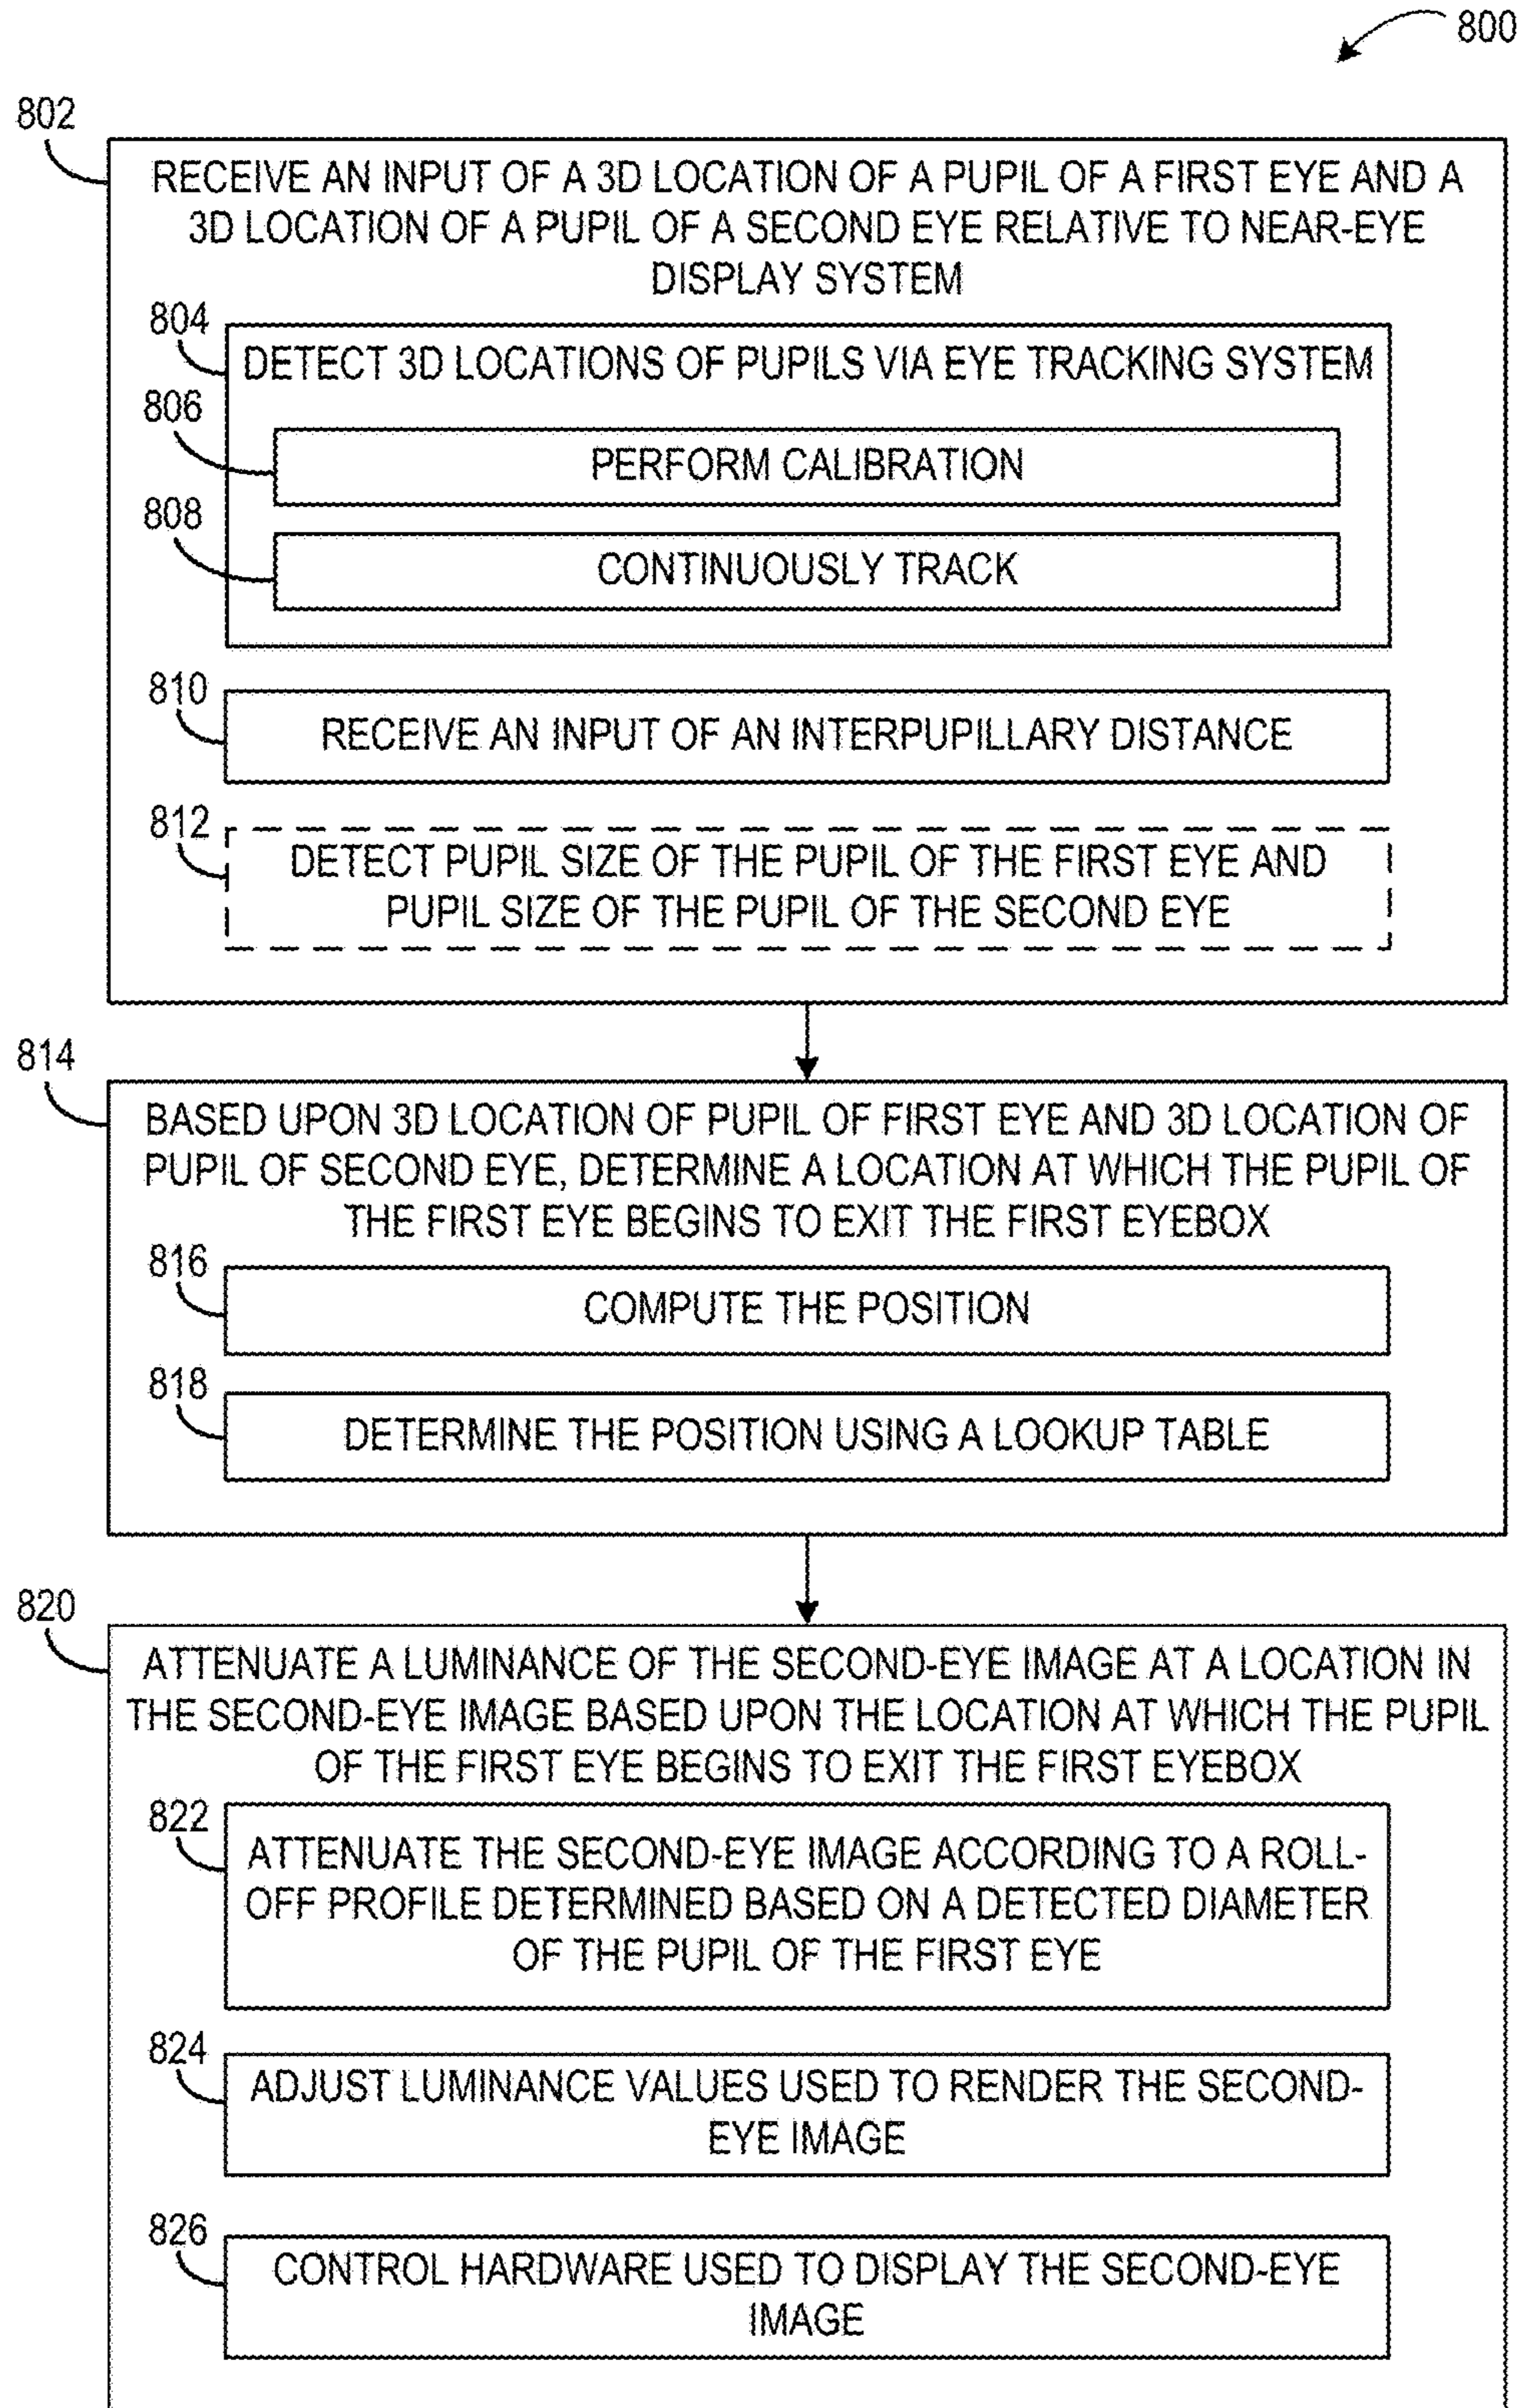 800
802
RECEIVE AN INPUT OF A 3D LOCATION OF A PUPIL OF A FIRST EYE AND A
3D LOCATION OF A PUPIL OF A SECOND EYE RELATIVE TO NEAR-EYE
DISPLAY SYSTEM
804
DETECT 3D LOCATIONS OF PUPILS VIA EYE TRACKING SYSTEM
806
PERFORM CALIBRATION
808
CONTINUOUSLY TRACK
810
RECEIVE AN INPUT OF AN INTERPUPILLARY DISTANCE
812
DETECT PUPIL SIZE OF THE PUPIL OF THE FIRST EYE AND
PUPIL SIZE OF THE PUPIL OF THE SECOND EYE
814
BASED UPON 3D LOCATION OF PUPIL OF FIRST EYE AND 3D LOCATION OF
PUPIL OF SECOND EYE, DETERMINE A LOCATION AT WHICH THE PUPIL OF
THE FIRST EYE BEGINS TO EXIT THE FIRST EYEBOX
816
COMPUTE THE POSITION
818
DETERMINE THE POSITION USING A LOOKUP TABLE
820
ATTENUATE A LUMINANCE OF THE SECOND-EYE IMAGE AT A LOCATION IN
THE SECOND-EYE IMAGE BASED UPON THE LOCATION AT WHICH THE PUPIL
OF THE FIRST EYE BEGINS TO EXIT THE FIRST EYEBOX
822
ATTENUATE THE SECOND-EYE IMAGE ACCORDING TO A ROLL-
OFF PROFILE DETERMINED BASED ON A DETECTED DIAMETER
OF THE PUPIL OF THE FIRST EYE
824
ADJUST LUMINANCE VALUES USED TO RENDER THE SECOND-
EYE IMAGE
826
CONTROL HARDWARE USED TO DISPLAY THE SECOND-EYE
IMAGE